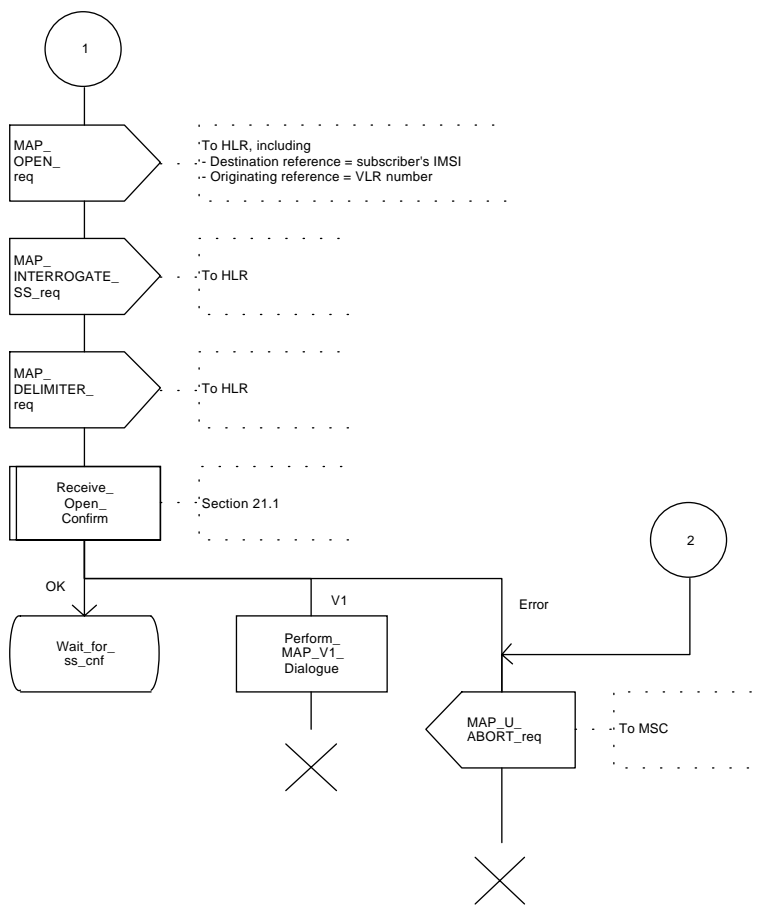 1
MAP_
OPEN_
req
To HLR, including
- Destination reference = subscriber's IMSI
- Originating reference = VLR number
MAP_
INTERROGATE_
SS_req
To HLR
MAP_
DELIMITER_
req
To HLR
Receive_
Open_
Confirm
Section 21.1
2
OK
V1
Error
Wait_for_
ss_cnf
Perform_
MAP_V1_
Dialogue
MAP_U_
ABORT_req
To MSC